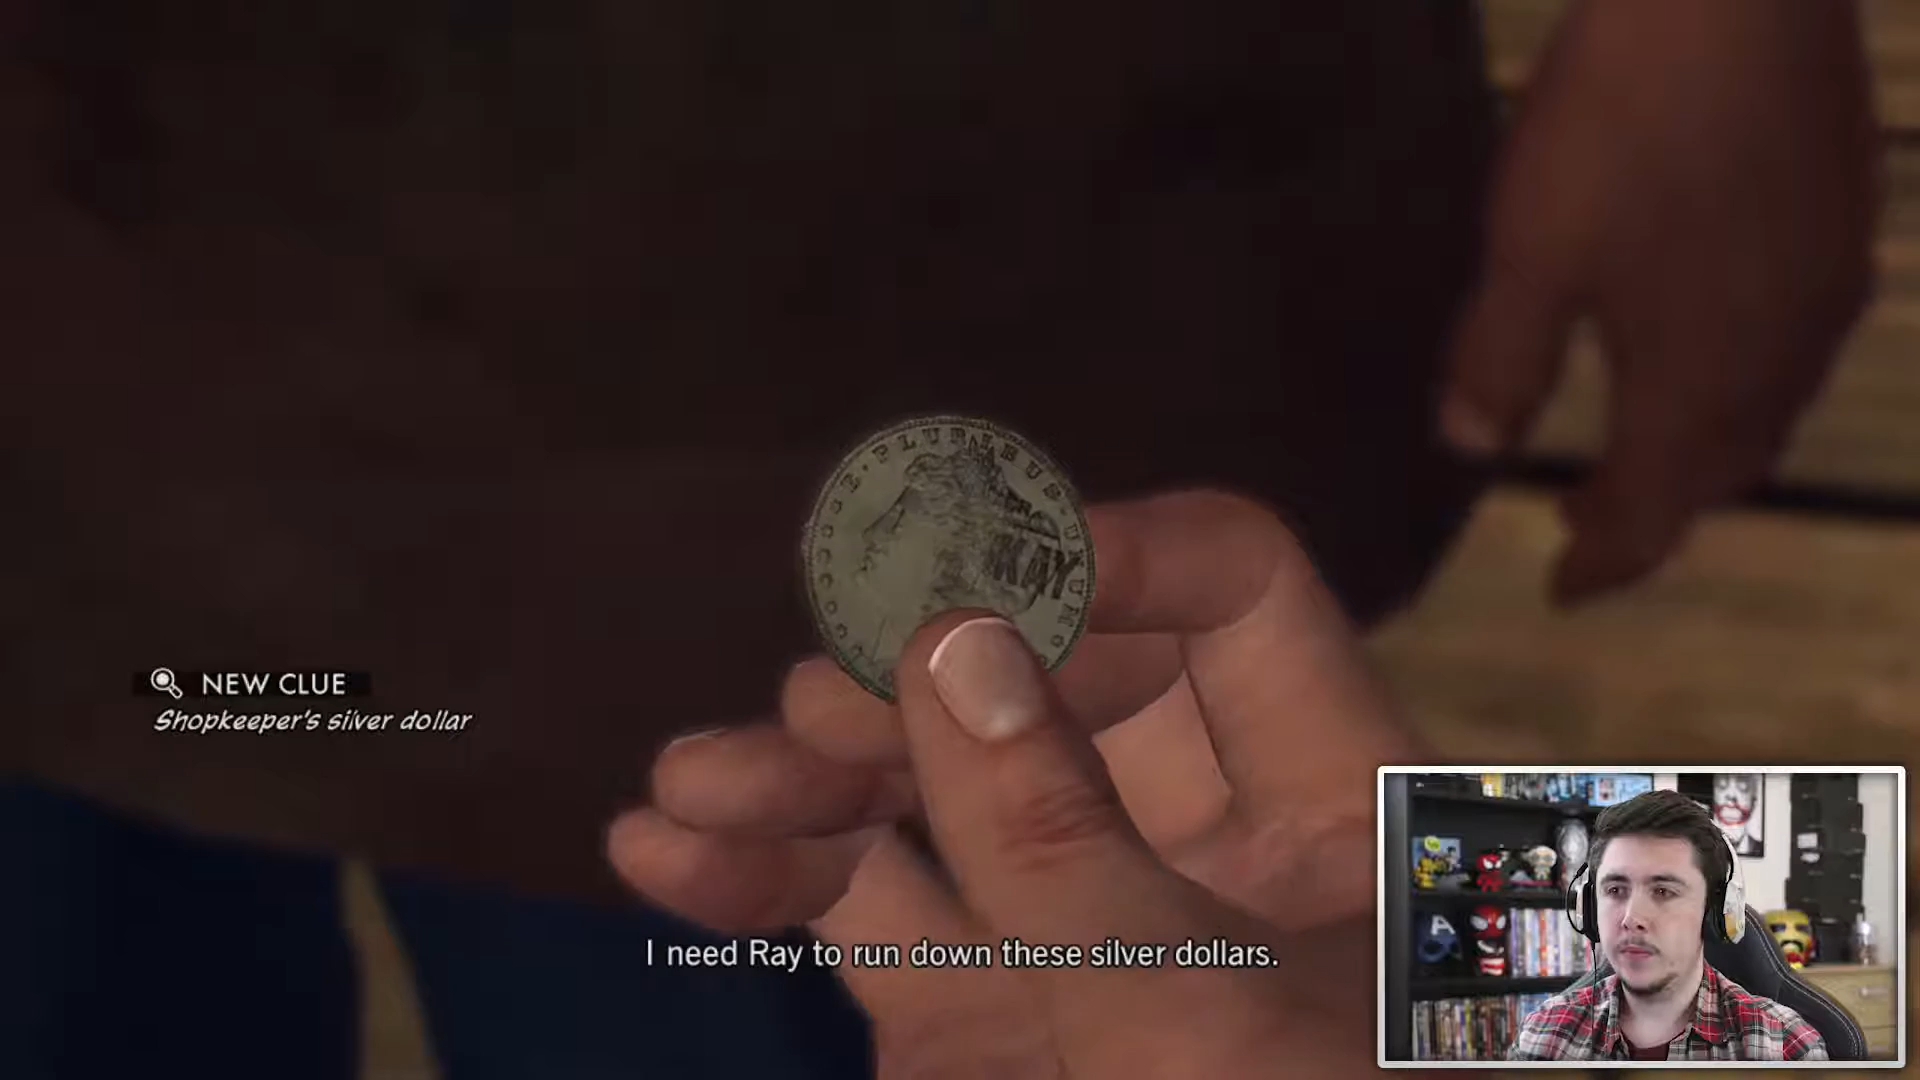 E · PLURIBUS · UNUM
KAY
NEW CLUE
Shopkeeper's silver dollar
I need Ray to run down these silver dollars.
A